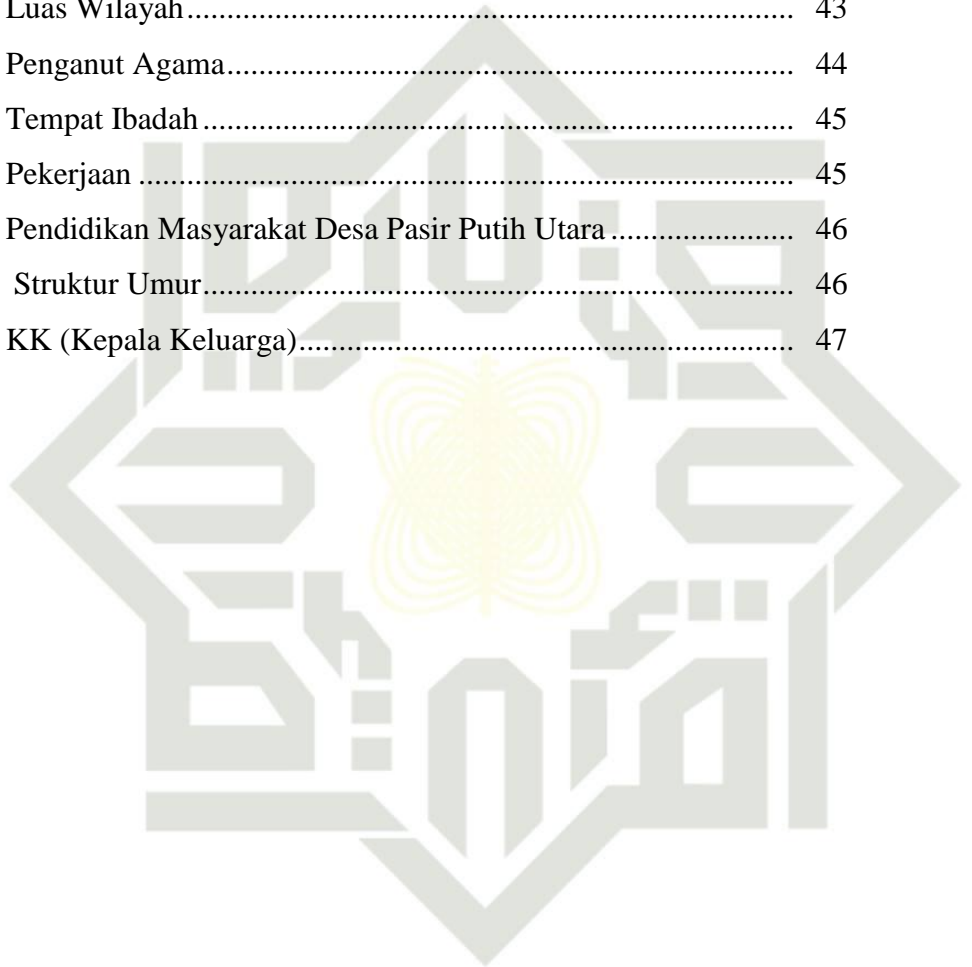 Luas Wilayah........................................................................... 43
Penganut Agama...................................................................... 44
Tempat Ibadah ......................................................................... 45
Pekerjaan ................................................................................. 45
Pendidikan Masyarakat Desa Pasir Putih Utara ...................... 46
Struktur Umur......................................................................... 46
KK (Kepala Keluarga)............................................................. 47